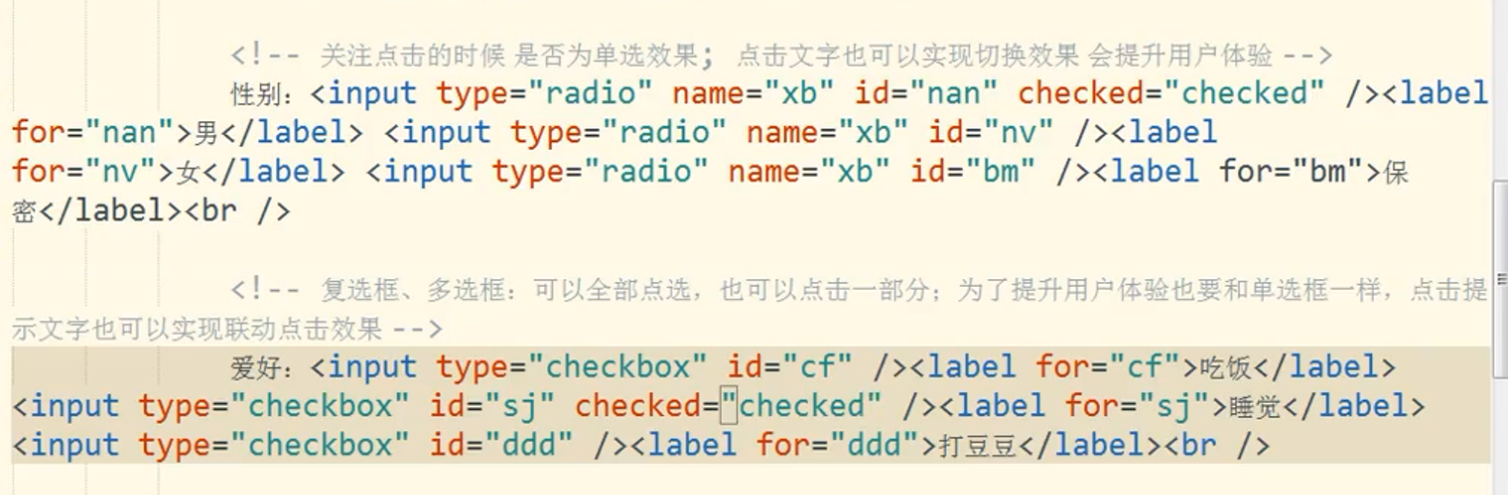 <!-- 关注点击的时候 是否为单选效果; 点击文字也可以实现切换效果 会提升用户体验 -->
性别：<input type="radio" name="xb" id="nan" checked="checked" /><label
for="nan">男</label> <input type="radio" name="xb" id="nv" /><label
for="nv">女</label> <input type="radio" name="xb" id="bm" /><label for="bm">保
密</label><br />
<!-- 复选框、多选框：可以全部点选，也可以点击一部分；为了提升用户体验也要和单选框一样，点击提
示文字也可以实现联动点击效果 -->
爱好：<input type="checkbox" id="cf" /><label for="cf">吃饭</label>
<input type="checkbox" id="sj" checked="checked" /><label for="sj">睡觉</label>
<input type="checkbox" id="ddd" /><label for="ddd">打豆豆</label><br />